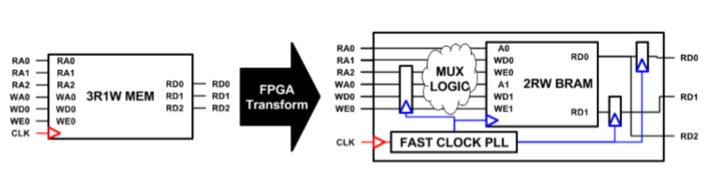 RA0 RA0
RA1 RA1
RA2 RA2 RD0 RD0
WA0 WA0 3R1W MEM RD1 RD1
WD0 WD0 RD2 RD2
WE0 WE0
CLK
FPGA
Transform
RA0 A0 RD0 RD0
RA1 WD0
RA2 MUX WE0
WA0 LOGIC A1 2RW BRAM RD1
WD0 WD1
WE0 WE1 RD1
RD2
CLK FAST CLOCK PLL